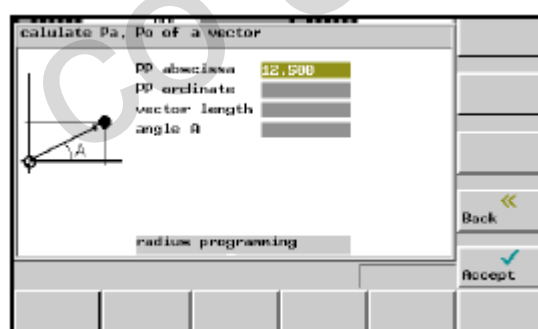 calulate Pa, Po of a vector
PP abscissa 12.500
PP ordinate
vector length
angle A
A
radius programming
Back
Accept